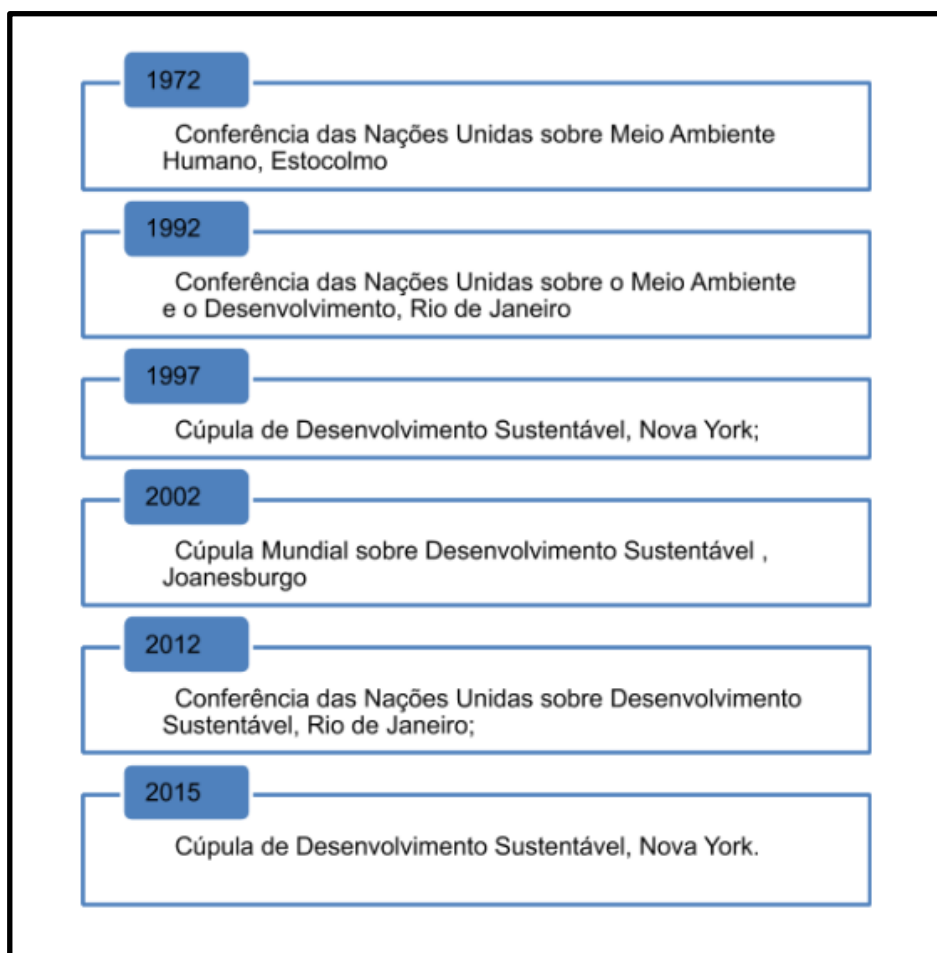 1972
Conferência das Nações Unidas sobre Meio Ambiente
Humano, Estocolmo
1992
Conferência das Nações Unidas sobre o Meio Ambiente
e o Desenvolvimento, Rio de Janeiro
1997
Cúpula de Desenvolvimento Sustentável, Nova York;
2002
Cúpula Mundial sobre Desenvolvimento Sustentável ,
Joanesburgo
2012
Conferência das Nações Unidas sobre Desenvolvimento
Sustentável, Rio de Janeiro;
2015
Cúpula de Desenvolvimento Sustentável, Nova York.